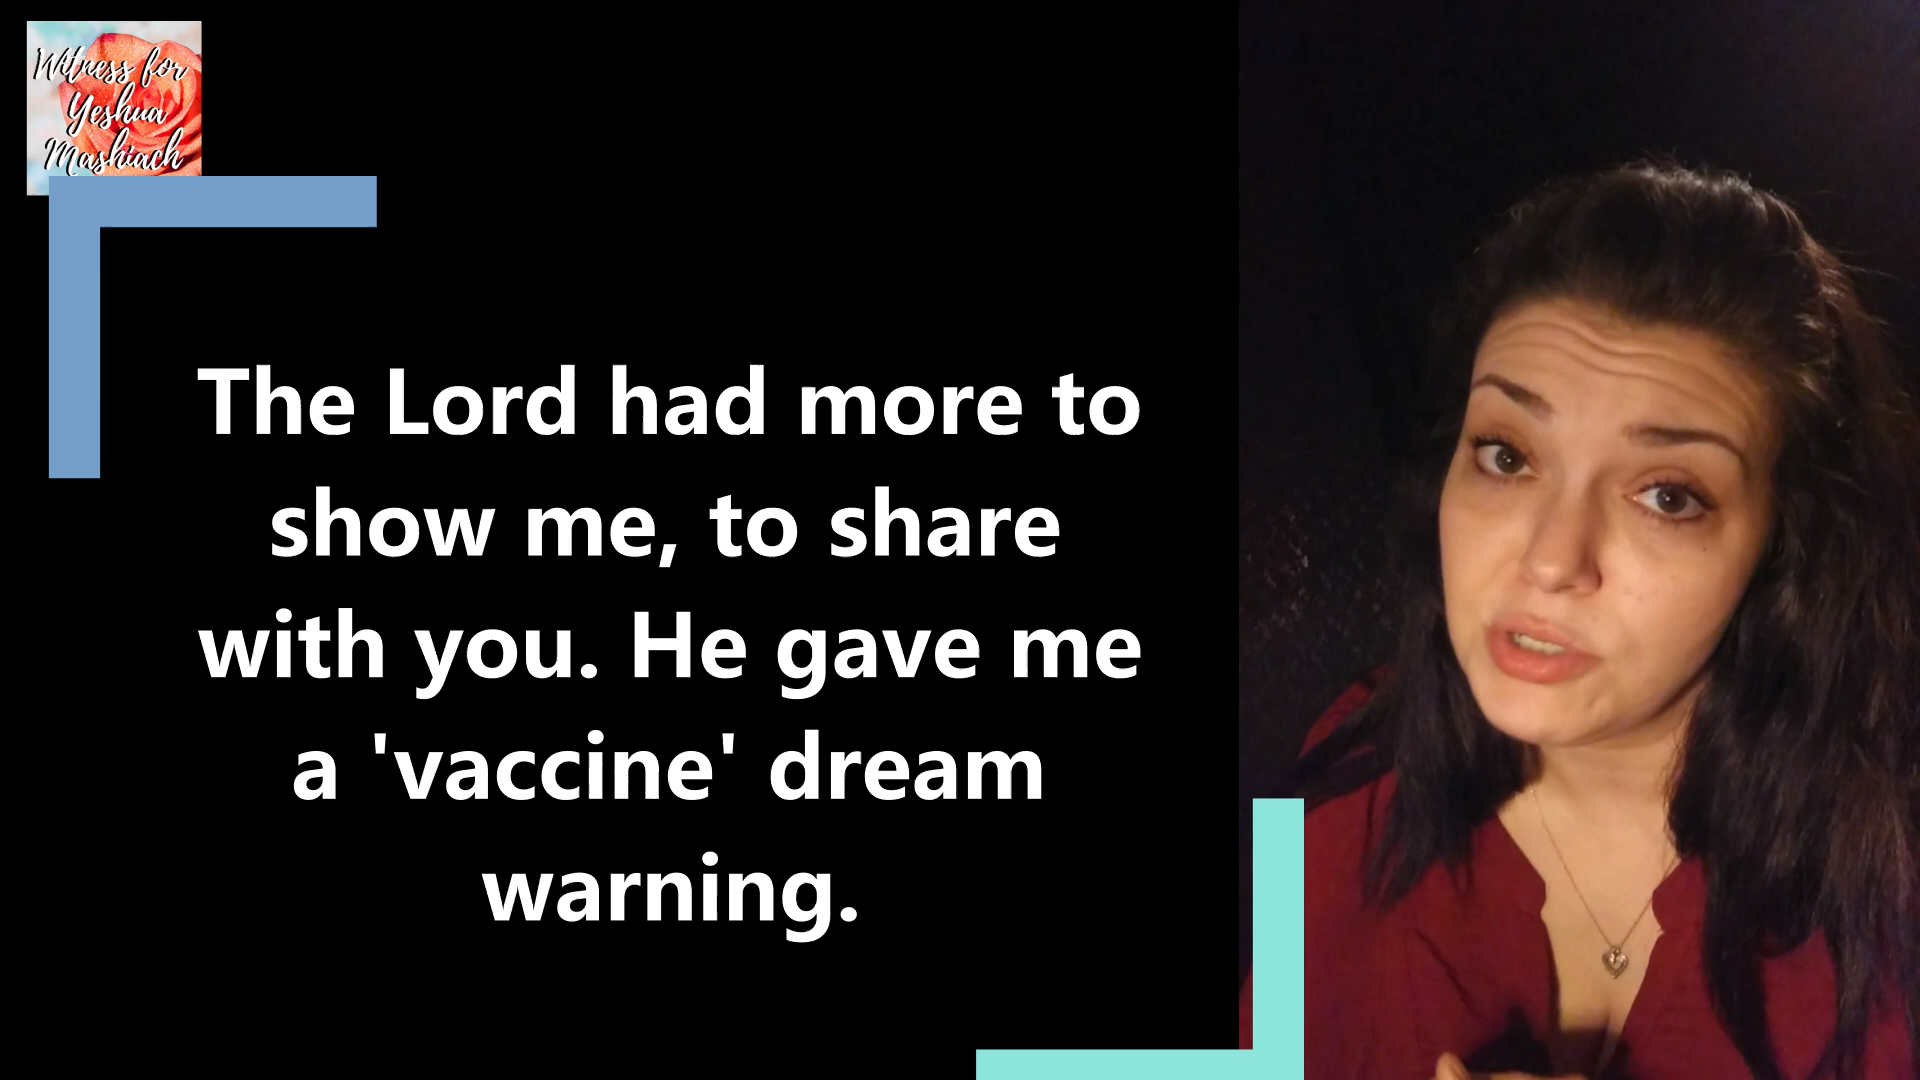 Witness for
Yeshua
Mashiach
The Lord had more to
show me, to share
with you. He gave me
a 'vaccine' dream
warning.